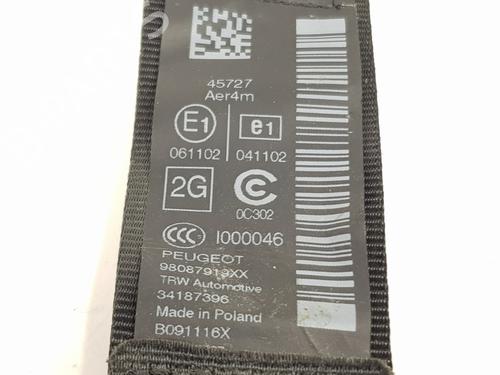 45727
Aer4m
E1
e1
061102
041102
2G
0C302
I000046
PEUGEOT
98087919XX
TRW Automotive
34187396
Made in Poland
B091116X